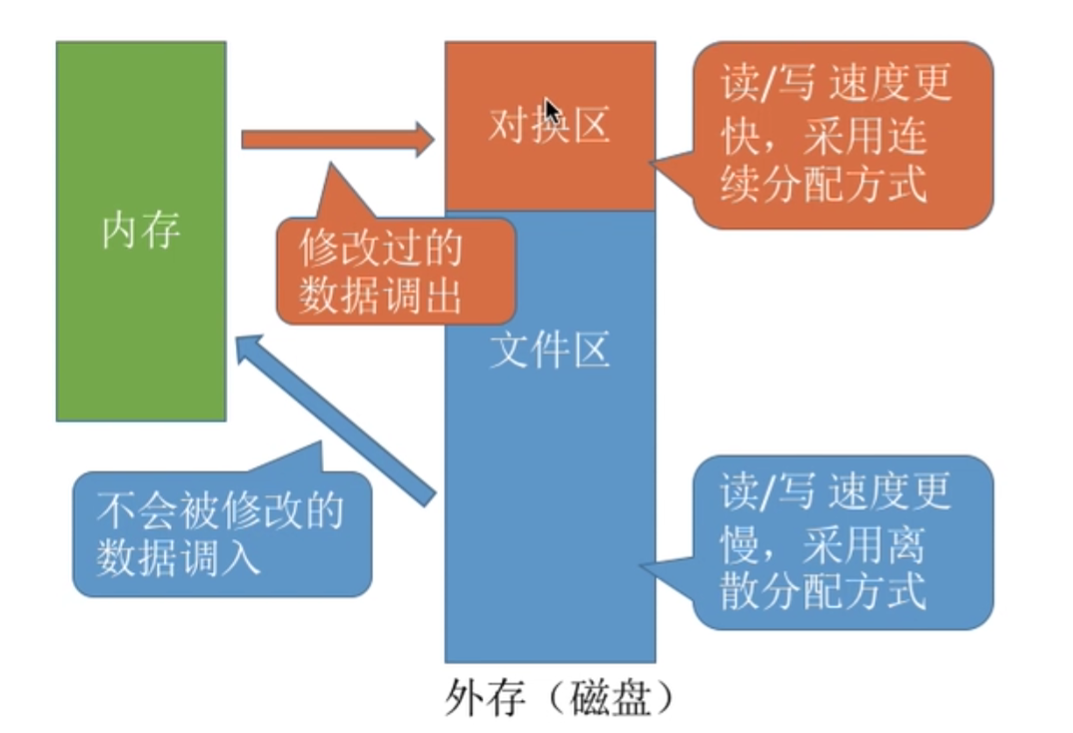 内存
对换区
读/写 速度更
快，采用连
续分配方式
修改过的
数据调出
文件区
不会被修改的
数据调入
读/写 速度更
慢，采用离
散分配方式
外存（磁盘）